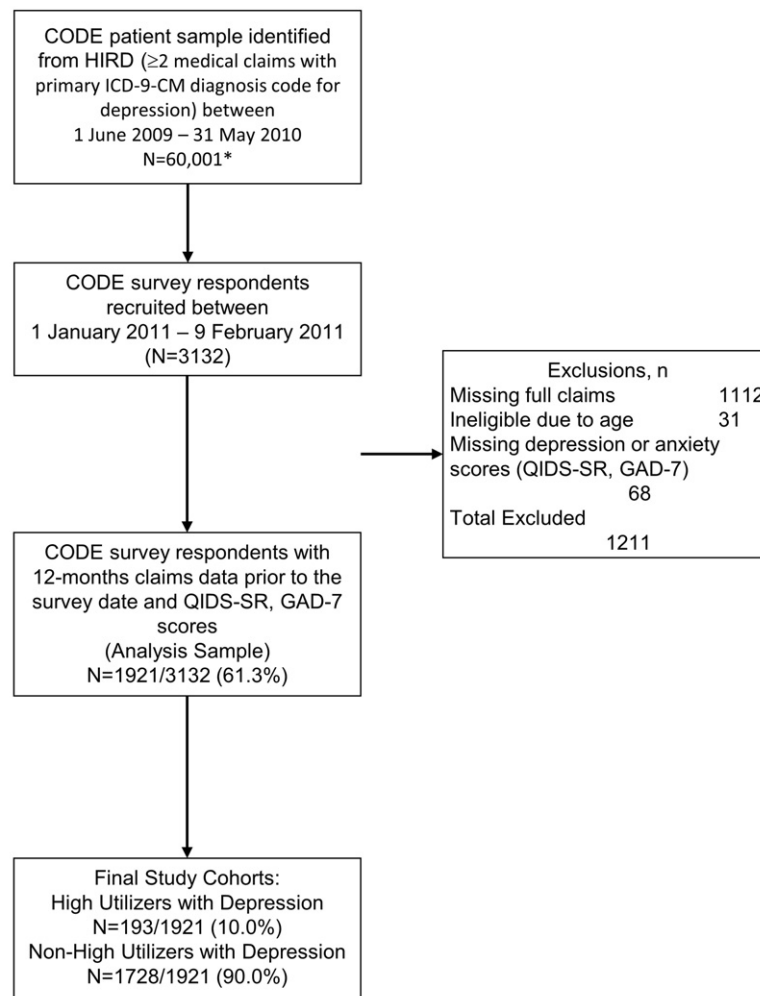 CODE patient sample identified
from HIRD (≥2 medical claims with
primary ICD-9-CM diagnosis code for
depression) between
1 June 2009 – 31 May 2010
N=60,001*
CODE survey respondents
recruited between
1 January 2011 – 9 February 2011
(N=3132)
Exclusions, n
Missing full claims 1112
Ineligible due to age 31
Missing depression or anxiety
scores (QIDS-SR, GAD-7)
68
Total Excluded
1211
CODE survey respondents with
12-months claims data prior to the
survey date and QIDS-SR, GAD-7
scores
(Analysis Sample)
N=1921/3132 (61.3%)
Final Study Cohorts:
High Utilizers with Depression
N=193/1921 (10.0%)
Non-High Utilizers with Depression
N=1728/1921 (90.0%)